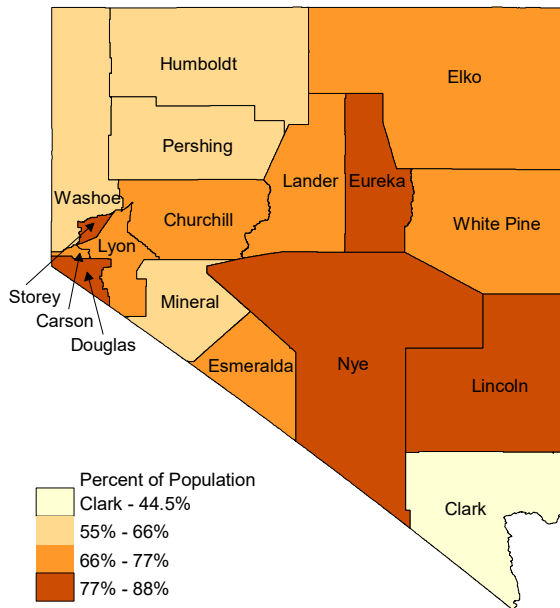 Humboldt
Elko
Pershing
Washoe
Lander
Eureka
Churchill
White Pine
Lyon
Storey
Carson
Douglas
Mineral
Esmeralda
Nye
Lincoln
Clark
Percent of Population
Clark - 44.5%
55% - 66%
66% - 77%
77% - 88%